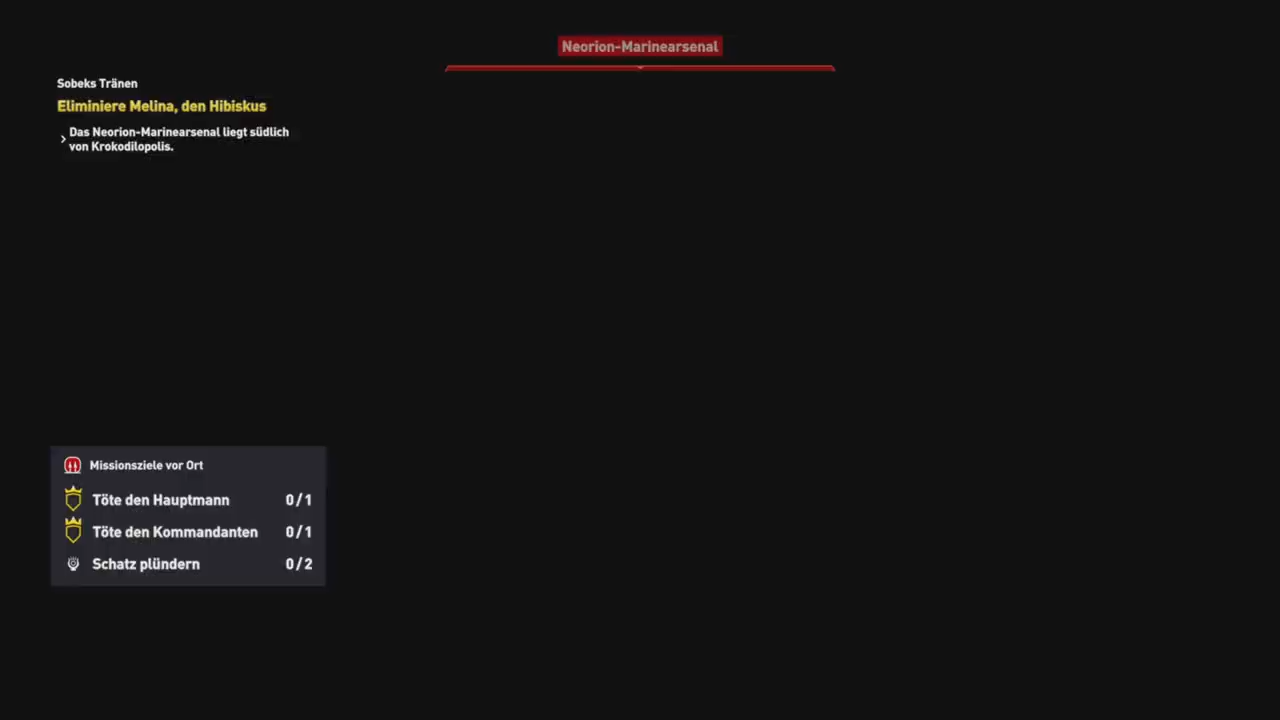 Neorion-Marinearsenal
Sobeks Tränen
Eliminiere Melina, den Hibiskus
Das Neorion-Marinearsenal liegt südlich
von Krokodilopolis.
Missionsziele vor Ort
Töte den Hauptmann 0/1
Töte den Kommandanten 0/1
Schatz plündern 0/2